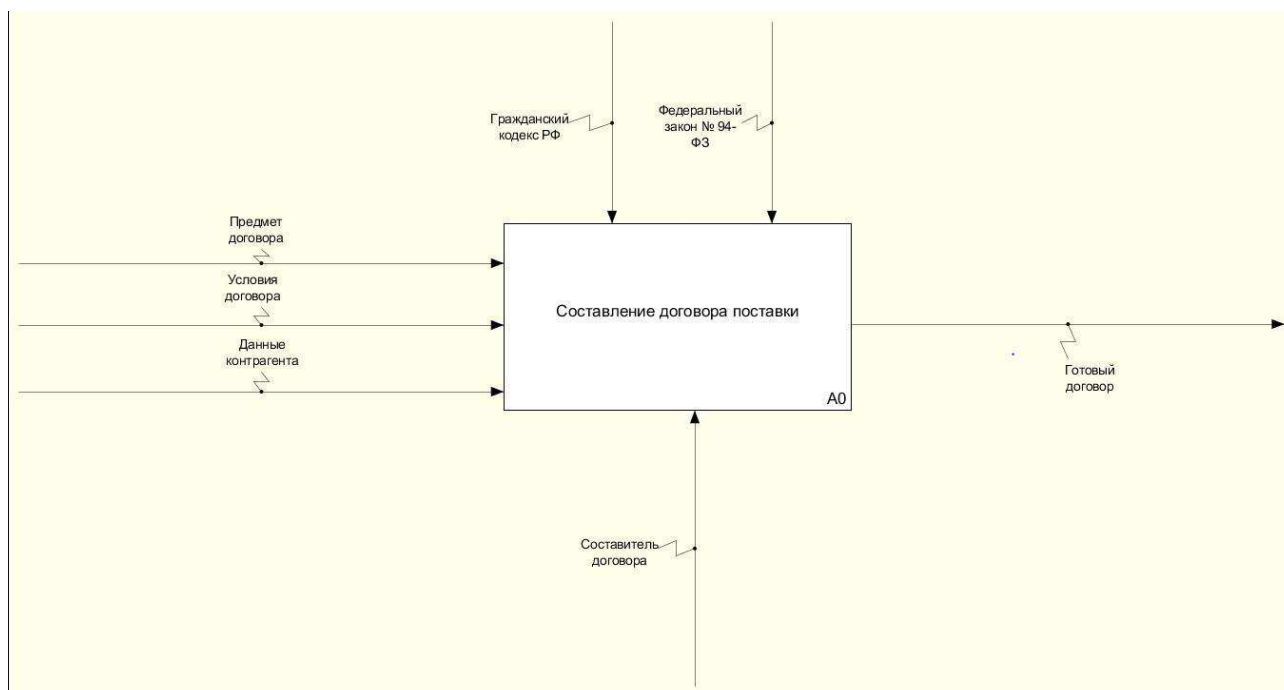 Гражданский
кодекс РФ
Федеральный
закон № 94-
ФЗ
Предмет
договора
Условия
договора
Данные
контрагента
Составление договора поставки
A0
Готовый
договор
Составитель
договора